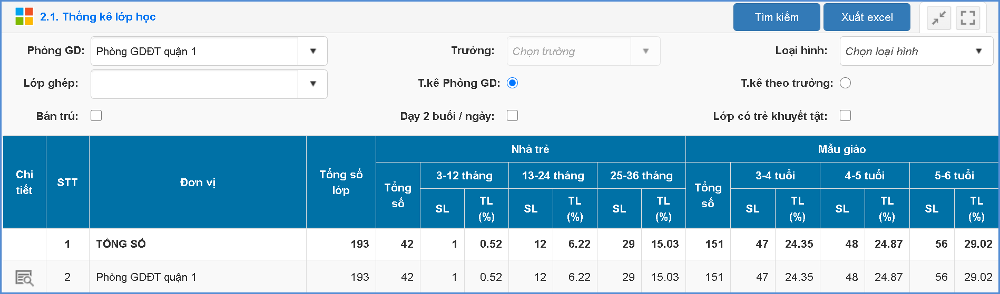 2.1. Thống kê lớp học
Tìm kiếm
Xuất excel
Phòng GD: Phòng GDĐT quận 1
Trường: Chọn trường
Loại hình: Chọn loại hình
Lớp ghép:
T.kê Phòng GD:
T.kê theo trường:
Bán trú:
Dạy 2 buổi / ngày:
Lớp có trẻ khuyết tật:
Chi tiết STT Đơn vị Tổng số lớp Nhà trẻ Mẫu giáo
Tổng số 3-12 tháng 13-24 tháng 25-36 tháng Tổng số 3-4 tuổi 4-5 tuổi 5-6 tuổi
SL TL (%) SL TL (%) SL TL (%) SL TL (%) SL TL (%) SL TL (%)
1 TỔNG SỐ 193 42 1 0.52 12 6.22 29 15.03 151 47 24.35 48 24.87 56 29.02
2 Phòng GDĐT quận 1 193 42 1 0.52 12 6.22 29 15.03 151 47 24.35 48 24.87 56 29.02